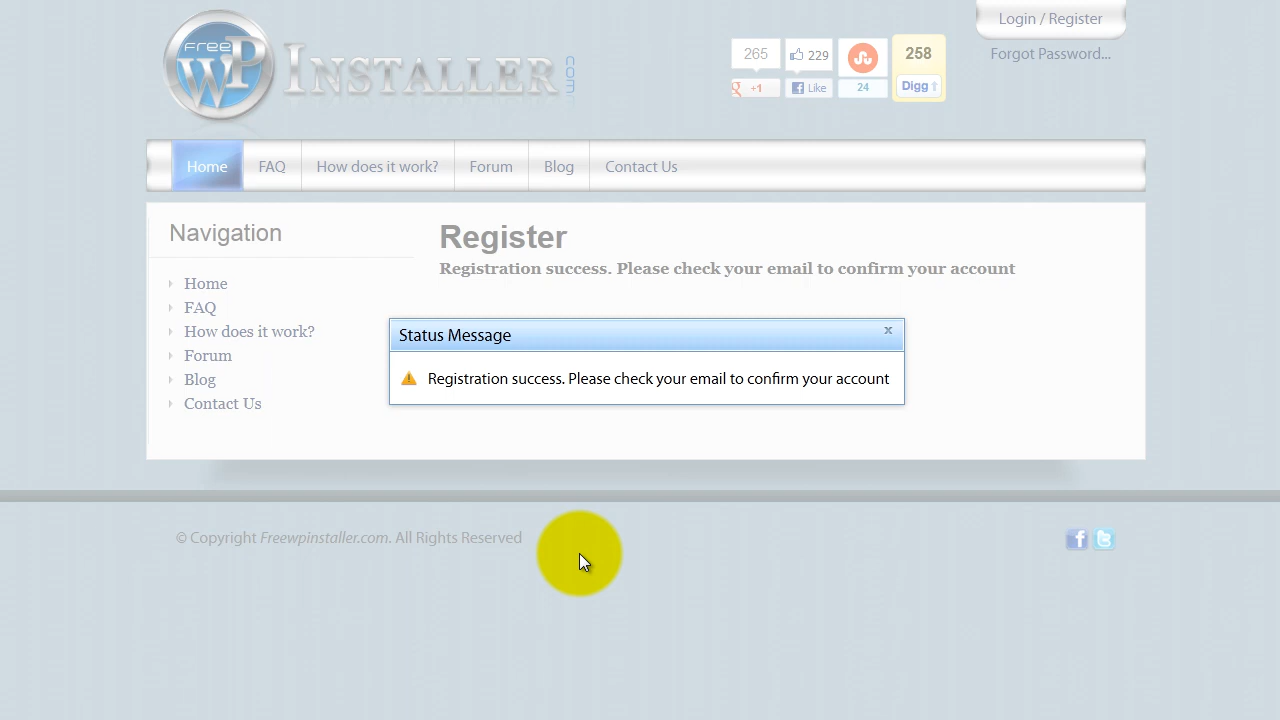 Login / Register
Forgot Password...
FREE
WP INSTALLER .com
265
229
258
+1
Like
24
Digg
Home
FAQ
How does it work?
Forum
Blog
Contact Us
Navigation
Home
FAQ
How does it work?
Forum
Blog
Contact Us
Register
Registration success. Please check your email to confirm your account
Status Message
x
Registration success. Please check your email to confirm your account
© Copyright Freewpinstaller.com. All Rights Reserved